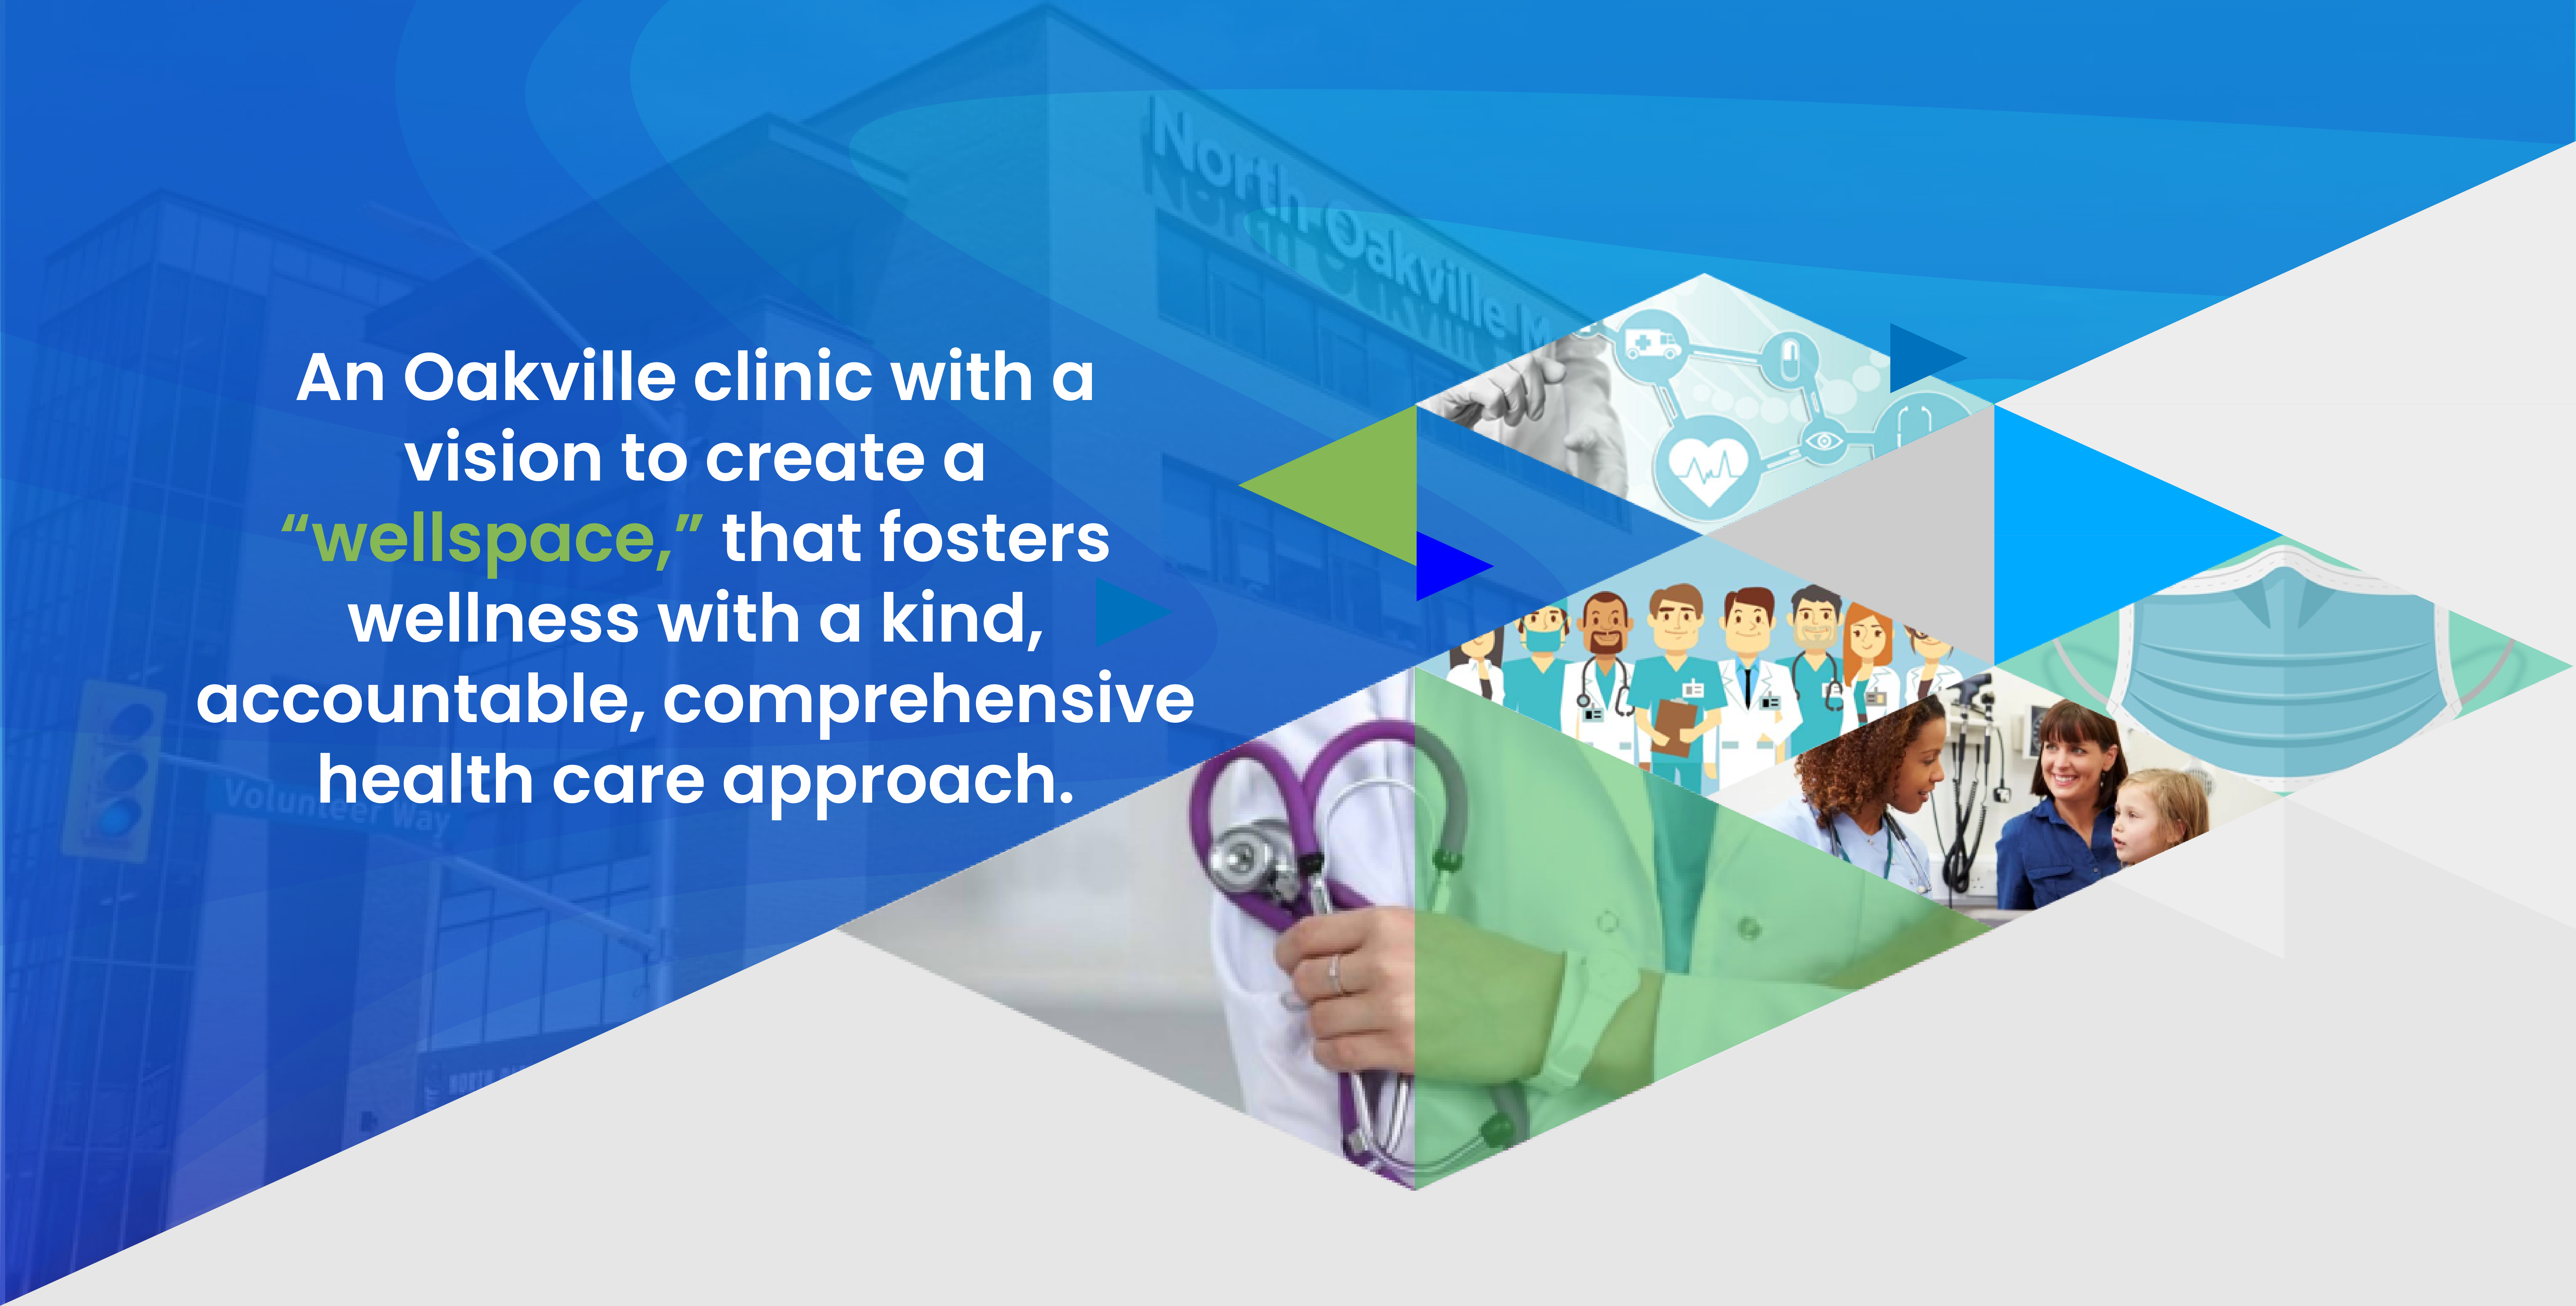 North Oakville M
An Oakville clinic with a
vision to create a
“wellspace,” that fosters
wellness with a kind,
accountable, comprehensive
health care approach.
Volunteer Way